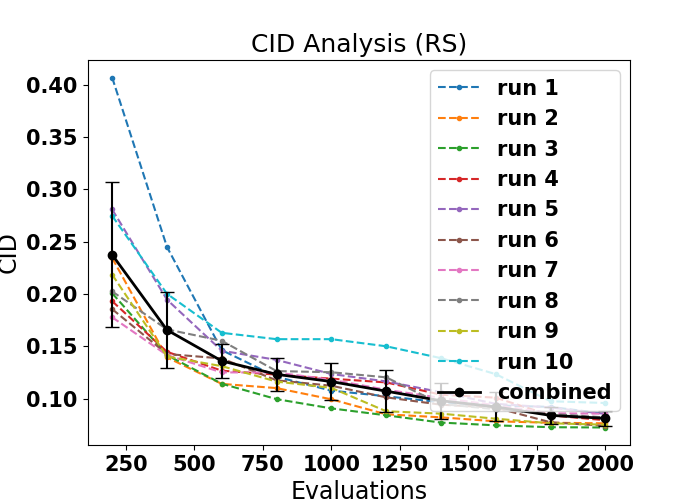 CID Analysis (RS)
0.40
0.35
0.30
0.25
0.20
0.15
0.10
CID
run 1
run 2
run 3
run 4
run 5
run 6
run 7
run 8
run 9
run 10
combined
250 500 750 1000 1250 1500 1750 2000
Evaluations